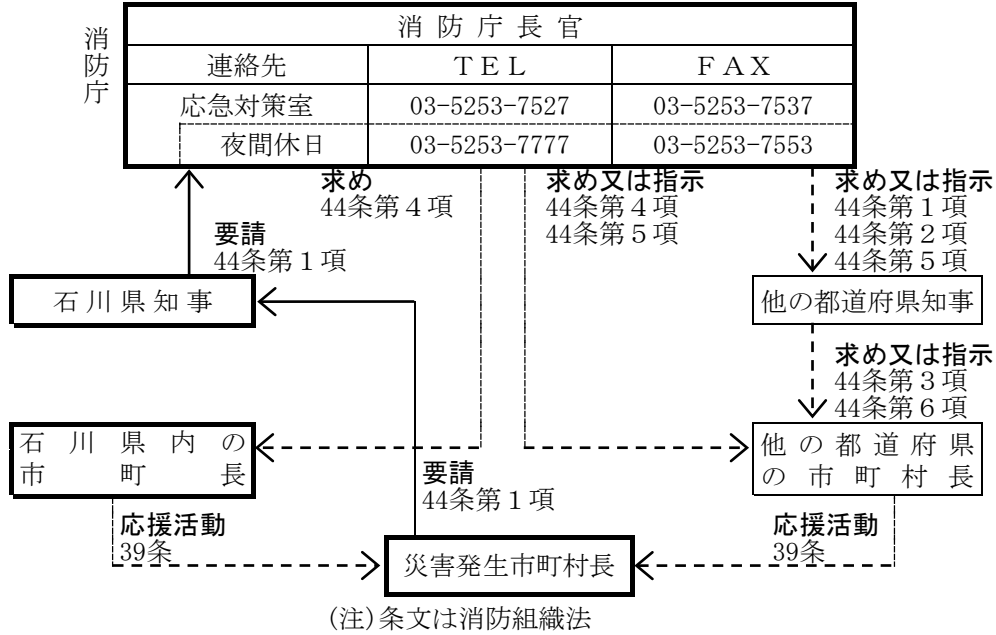 消防庁
消防庁長官
連絡先 ＴＥＬ ＦＡＸ
応急対策室 03-5253-7527 03-5253-7537
夜間休日 03-5253-7777 03-5253-7553
求め
44条第４項
求め又は指示
44条第４項
44条第５項
求め又は指示
44条第１項
44条第２項
44条第５項
要請
44条第１項
石川県知事
他の都道府県知事
求め又は指示
44条第３項
44条第６項
石川県内の
市町長
他の都道府県
の市町村長
要請
44条第１項
応援活動
39条
応援活動
39条
災害発生市町村長
(注)条文は消防組織法